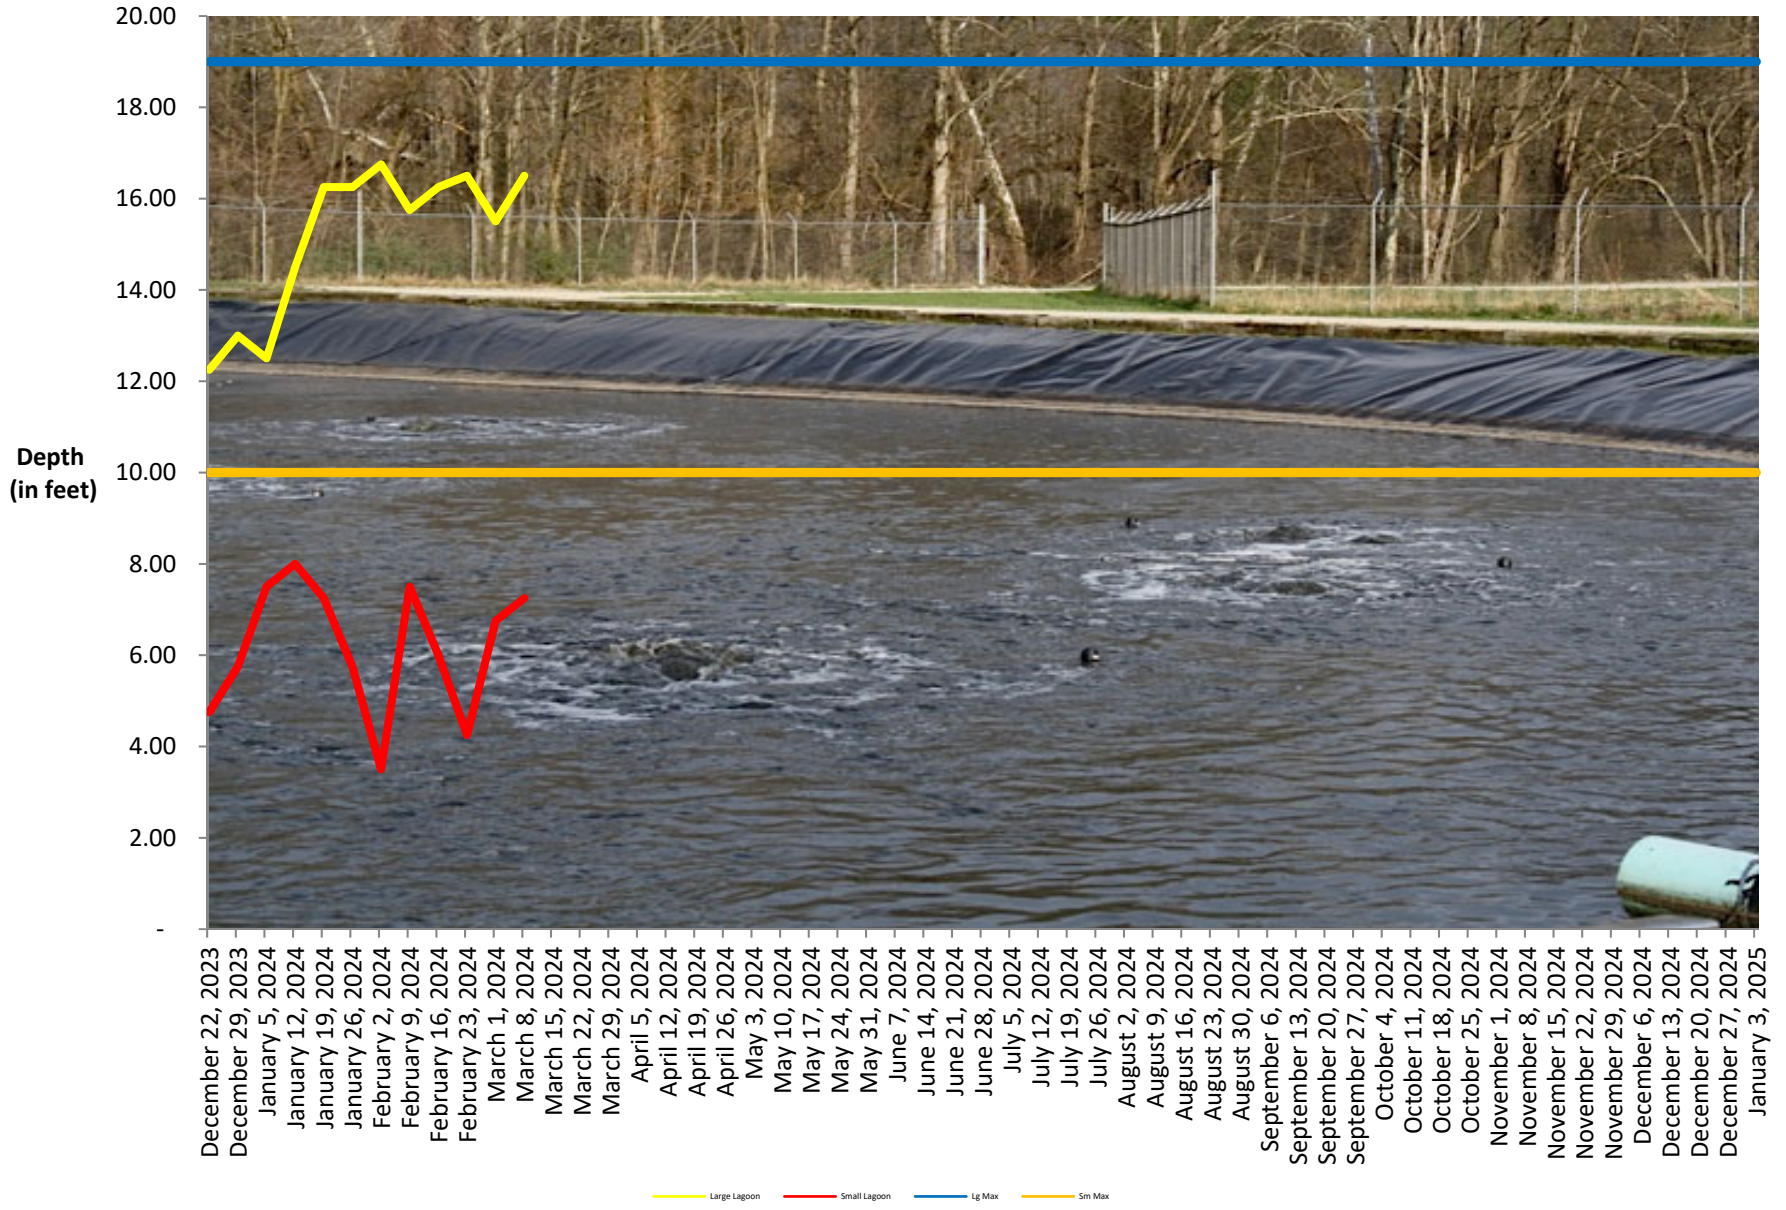 20.00
18.00
16.00
14.00
12.00
10.00
8.00
6.00
4.00
2.00
-
Depth
(in feet)
December 22, 2023
December 29, 2023
January 5, 2024
January 12, 2024
January 19, 2024
January 26, 2024
February 2, 2024
February 9, 2024
February 16, 2024
February 23, 2024
March 1, 2024
March 8, 2024
March 15, 2024
March 22, 2024
March 29, 2024
April 5, 2024
April 12, 2024
April 19, 2024
April 26, 2024
May 3, 2024
May 10, 2024
May 17, 2024
May 24, 2024
May 31, 2024
June 7, 2024
June 14, 2024
June 21, 2024
June 28, 2024
July 5, 2024
July 12, 2024
July 19, 2024
July 26, 2024
August 2, 2024
August 9, 2024
August 16, 2024
August 23, 2024
August 30, 2024
September 6, 2024
September 13, 2024
September 20, 2024
September 27, 2024
October 4, 2024
October 11, 2024
October 18, 2024
October 25, 2024
November 1, 2024
November 8, 2024
November 15, 2024
November 22, 2024
November 29, 2024
December 6, 2024
December 13, 2024
December 20, 2024
December 27, 2024
January 3, 2025
Large Lagoon
Small Lagoon
Lg Max
Sm Max